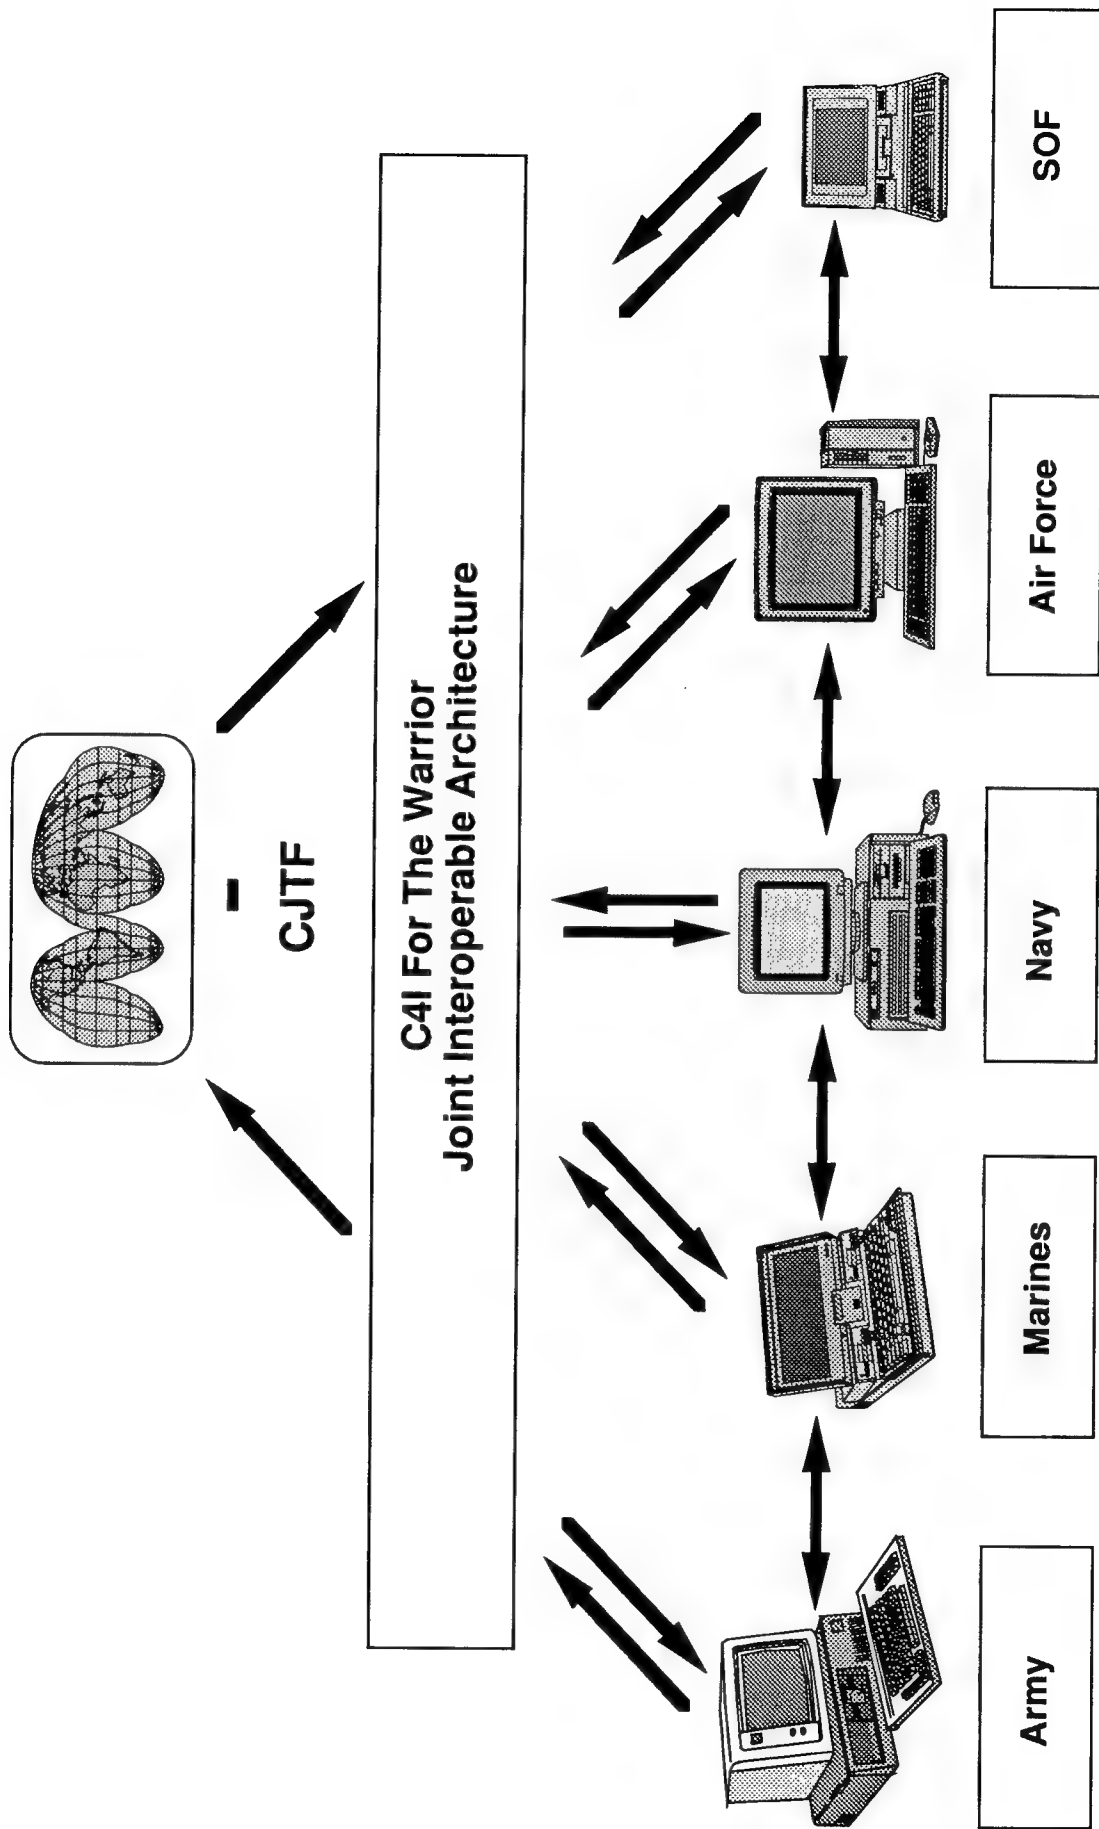 CJTF
C4I For The Warrior
Joint Interoperable Architecture
Army
Marines
Navy
Air Force
SOF